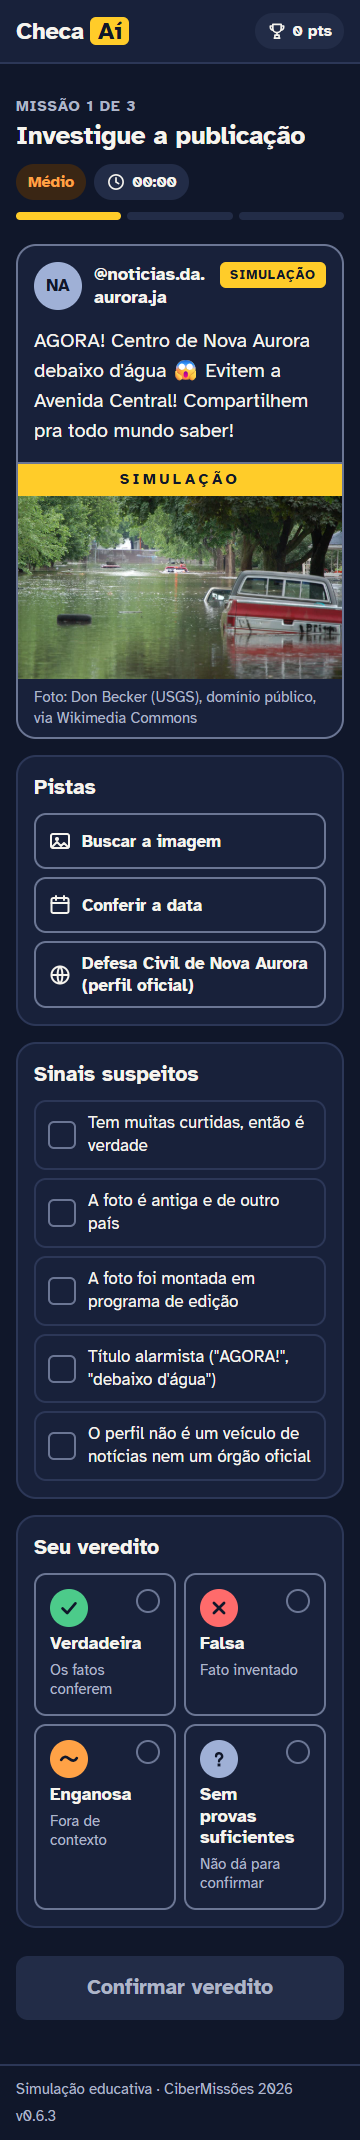 Checa Aí
0 pts
MISSÃO 1 DE 3
Investigue a publicação
Médio
00:00
NA
@noticias.da.
aurora.ja
SIMULAÇÃO
AGORA! Centro de Nova Aurora
debaixo d'água 😱 Evitem a
Avenida Central! Compartilhem
pra todo mundo saber!
SIMULAÇÃO
Foto: Don Becker (USGS), domínio público,
via Wikimedia Commons
Pistas
Buscar a imagem
Conferir a data
Defesa Civil de Nova Aurora
(perfil oficial)
Sinais suspeitos
Tem muitas curtidas, então é
verdade
A foto é antiga e de outro
país
A foto foi montada em
programa de edição
Título alarmista ("AGORA!",
"debaixo d'água")
O perfil não é um veículo de
notícias nem um órgão oficial
Seu veredito
Verdadeira
Os fatos
conferem
Falsa
Fato inventado
Enganosa
Fora de
contexto
?
Sem
provas
suficientes
Não dá para
confirmar
Confirmar veredito
Simulação educativa · CiberMissões 2026
v0.6.3